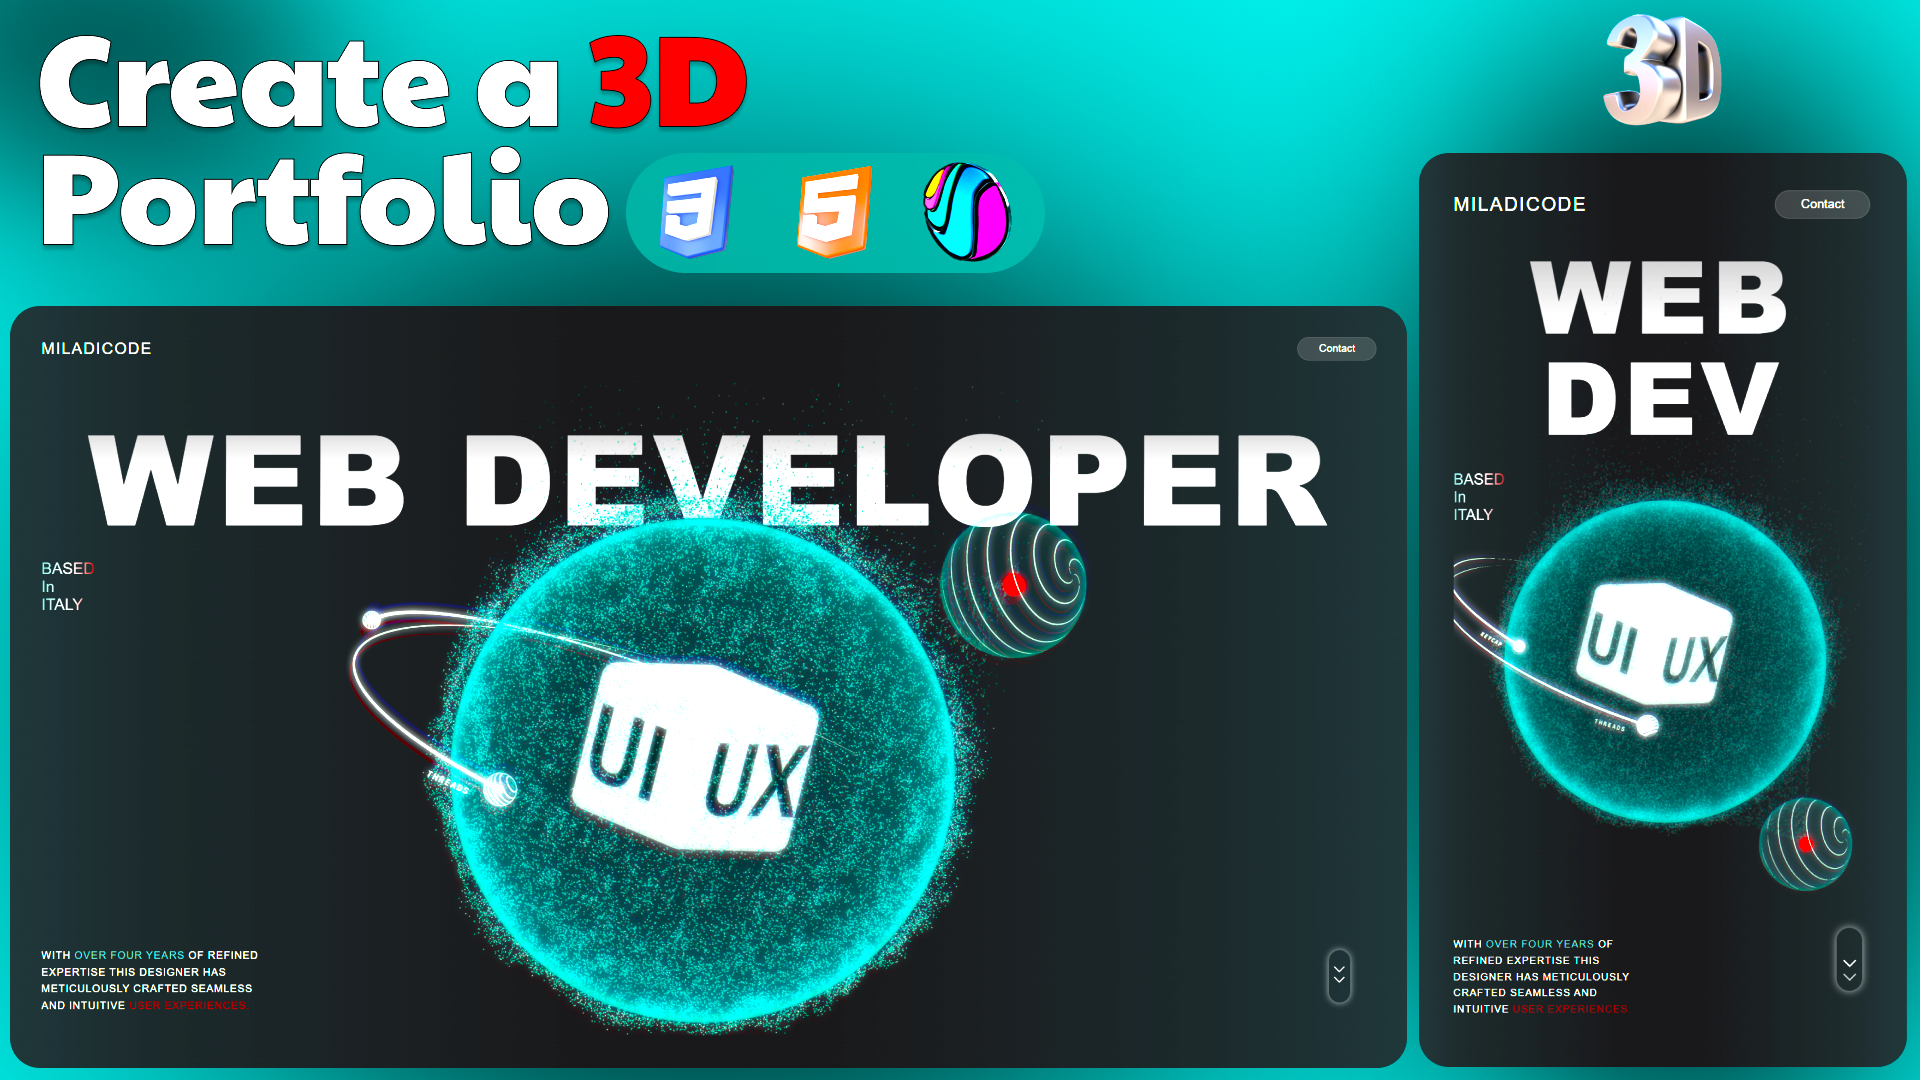 Create a 3D
Portfolio
3
5
3D
MILADICODE
Contact
WEB DEVELOPER
BASED
In
ITALY
UI UX
THREADS
WITH OVER FOUR YEARS OF REFINED
EXPERTISE THIS DESIGNER HAS
METICULOUSLY CRAFTED SEAMLESS
AND INTUITIVE USER EXPERIENCES.
MILADICODE
Contact
WEB
DEV
BASED
In
ITALY
KEYCAP
UI UX
THREADS
WITH OVER FOUR YEARS OF
REFINED EXPERTISE THIS
DESIGNER HAS METICULOUSLY
CRAFTED SEAMLESS AND
INTUITIVE USER EXPERIENCES.